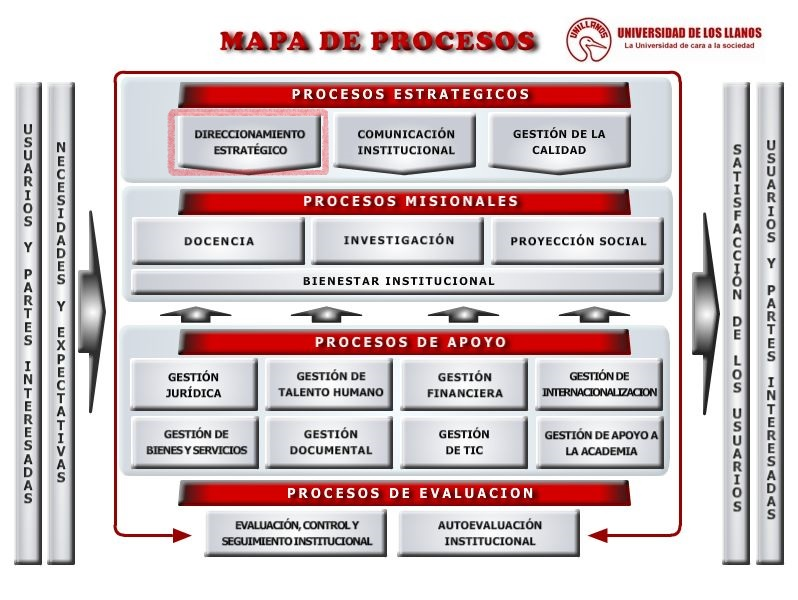 MAPA DE PROCESOS
UNILLANOS
UNIVERSIDAD DE LOS LLANOS
La Universidad de cara a la sociedad
USUARIOS Y PARTES INTERESADAS
NECESIDADES Y EXPECTATIVAS
PROCESOS ESTRATEGICOS
DIRECCIONAMIENTO
ESTRATÉGICO
COMUNICACIÓN
INSTITUCIONAL
GESTIÓN DE LA
CALIDAD
PROCESOS MISIONALES
DOCENCIA
INVESTIGACIÓN
PROYECCIÓN SOCIAL
BIENESTAR INSTITUCIONAL
PROCESOS DE APOYO
GESTIÓN
JURÍDICA
GESTIÓN DE
TALENTO HUMANO
GESTIÓN
FINANCIERA
GESTIÓN DE
INTERNACIONALIZACION
GESTIÓN DE
BIENES Y SERVICIOS
GESTIÓN
DOCUMENTAL
GESTIÓN
DE TIC
GESTIÓN DE APOYO A
LA ACADEMIA
PROCESOS DE EVALUACION
EVALUACIÓN, CONTROL Y
SEGUIMIENTO INSTITUCIONAL
AUTOEVALUACIÓN
INSTITUCIONAL
SATISFACCIÓN DE LOS USUARIOS
USUARIOS Y PARTES INTERESADAS